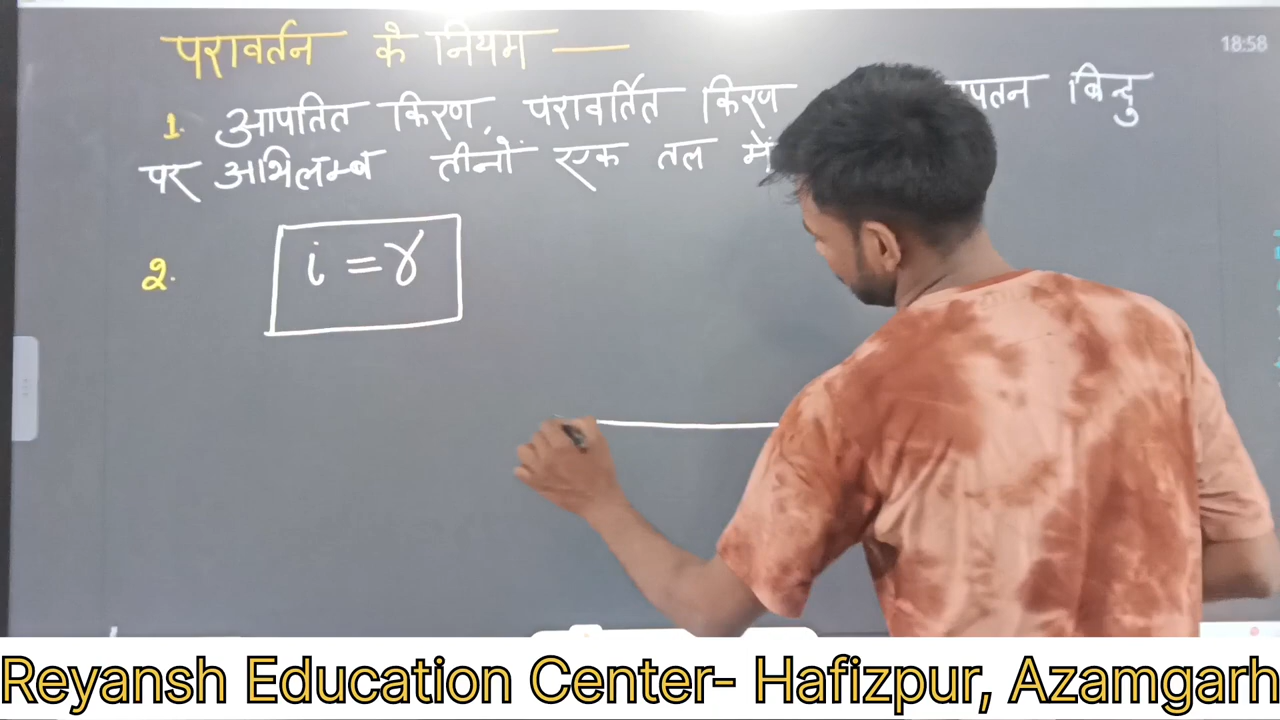 परावर्तन के नियम —
18:58
1. आपतित किरण, परावर्तित किरण पतन बिन्दु
पर अभिलम्ब तीनों एक तल में
2. i = r
Reyansh Education Center- Hafizpur, Azamgarh